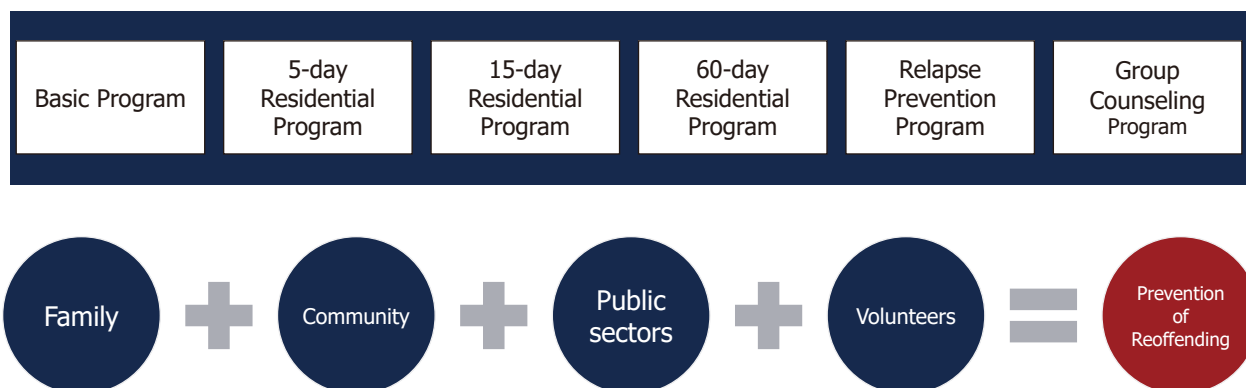 Basic Program
5-day
Residential
Program
15-day
Residential
Program
60-day
Residential
Program
Relapse
Prevention
Program
Group
Counseling
Program
Family
Community
Public
sectors
Volunteers
Prevention
of
Reoffending